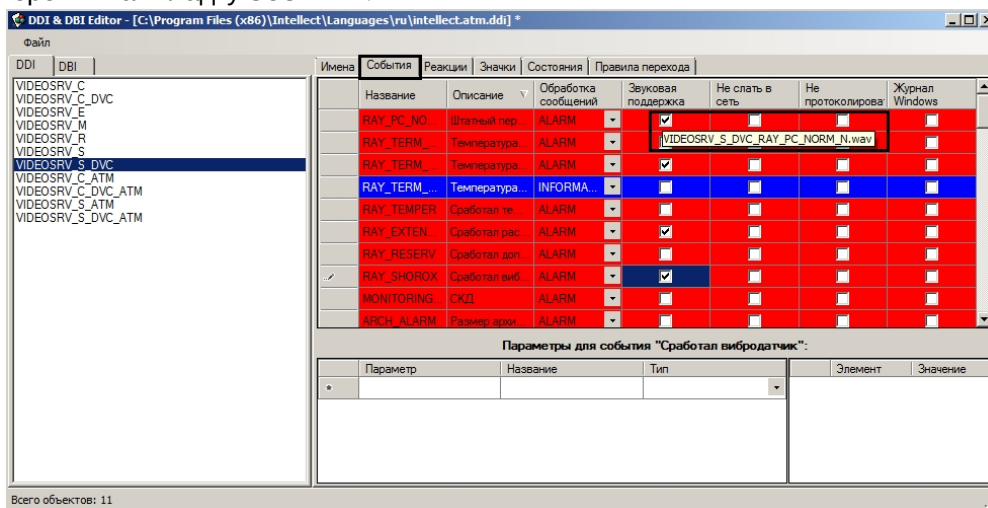 DDI & DBI Editor - [C:\Program Files (x86)\Intellect\Languages\ru\intellect.atm.ddi] *
Файл
DDI DBI
Имена События Реакции Значки Состояния Правила перехода
VIDEOSRV_C
VIDEOSRV_C_DVC
VIDEOSRV_E
VIDEOSRV_M
VIDEOSRV_R
VIDEOSRV_S
VIDEOSRV_S_DVC
VIDEOSRV_C_ATM
VIDEOSRV_C_DVC_ATM
VIDEOSRV_S_ATM
VIDEOSRV_S_DVC_ATM
Название Описание Обработка сообщений Звуковая поддержка Не слать в сеть Не протоколирова Журнал Windows
RAY_PC_NO... Штатный пер... ALARM
VIDEOSRV_S_DVC_RAY_PC_NORM_N.wav
RAY_TERM_... Температура... ALARM
RAY_TERM_... Температура... ALARM
RAY_TERM_... Температура... INFORMA...
RAY_TEMPER Сработал те... ALARM
RAY_EXTEN... Сработал рас... ALARM
RAY_RESERV Сработал доп... ALARM
RAY_SHOROX Сработал виб... ALARM
MONITORING... СКД ALARM
ARCH_ALARM Размер архи... ALARM
Параметры для события "Сработал вибродатчик":
Параметр Название Тип Элемент Значение
Всего объектов: 11